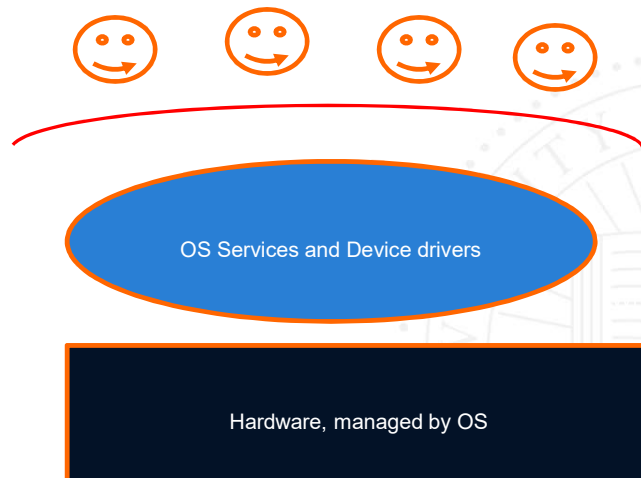 OS Services and Device drivers
Hardware, managed by OS